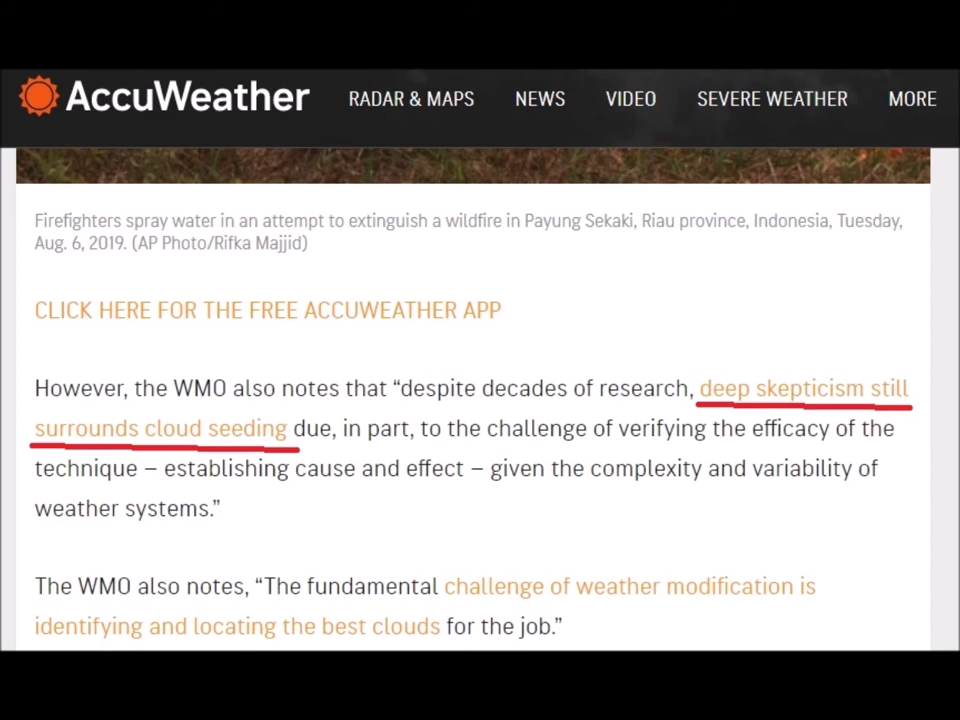 AccuWeather RADAR & MAPS NEWS VIDEO SEVERE WEATHER MORE
Firefighters spray water in an attempt to extinguish a wildfire in Payung Sekaki, Riau province, Indonesia, Tuesday,
Aug. 6, 2019. (AP Photo/Rifka Majjid)
CLICK HERE FOR THE FREE ACCUWEATHER APP
However, the WMO also notes that “despite decades of research, deep skepticism still
surrounds cloud seeding due, in part, to the challenge of verifying the efficacy of the
technique – establishing cause and effect – given the complexity and variability of
weather systems.”
The WMO also notes, “The fundamental challenge of weather modification is
identifying and locating the best clouds for the job.”